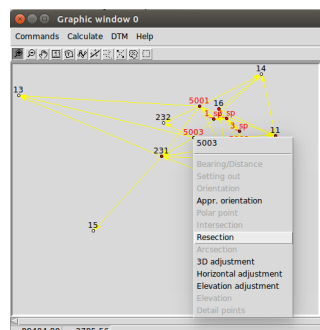 Graphic window 0
Commands Calculate DTM Help
14
13
5001
16
232
1_sp
3_sp
5003
11
231
15
5003
Bearing/Distance
Setting out
Orientation
Appr. orientation
Polar point
Intersection
Resection
Arcsection
3D adjustment
Horizontal adjustment
Elevation adjustment
Elevation
Detail points